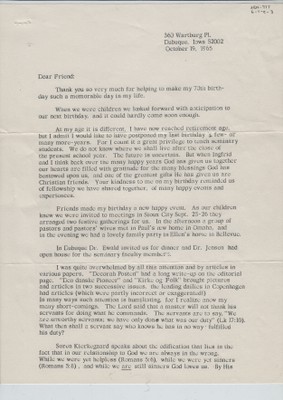 360 Wartburg Pl.
Dubuque, Iowa 52002
October 19, 1965
Dear Friend:
Thank you so very much for helping to make my 70th birth-
day such a memorable day in my life.
When we were children we looked forward with anticipation to
our next birthday, and it could hardly come soon enough.
At my age it is different. I have now reached retirement age,
but I admit I would like to have postponed my last birthday a few of
many more years. For I count it a great privilege to teach seminary
students. We do not know where we shall live after the close of
the present school year. The future is uncertain. But when Ingrid
and I think back over the many happy years God has given us together
our hearts are filled with gratitude for the many blessings God has
bestowed upon us, and one of the greatest gifts He has given us are
Christian friends. Your kindness to me on my birthday reminded us
of fellowship we have shared together, of many happy events and
experiences.
Friends made my birthday a new happy event. As our children
knew we were invited to meetings in Sioux City Sept. 25-26 they
arranged two festive gatherings for us. In the afternoon a group of
pastors and pastors' wives met in Paul's new home in Omaha, and
in the evening we had a lovely family party in Ellen's home in Bellevue.
In Dubuque Dr. Ewald invited us for dinner and Dr. Jensen had
open house for the seminary faculty members.
I was quite overwhelmed by all this attention and by articles in
various papers. "Decorah Posten" had a long write-up on the editorial
page. "Den danske Pioneer" and "Kirke og Folk" brought pictures
and articles in two successive issues, the leading dailies in Copenhagen
had articles (which were partly incorrect or exaggerated)
In many ways such attention is humiliating, for I realize now my
many short-comings. The Lord said that a master will not thank his
servants for doing what he commands. The servants are to say, "We
are unworthy servants; we have only done what was our duty" (Lk 17:10).
What then shall a servant say who knows he has in no way fulfilled
his duty?
Soren Kierkegaard speaks about the edification that lies in the
fact that in our relationship to God we are always in the wrong.
While we were yet helpless (Romans 5:6), while we were yet sinners
(Romans 5:8), and while we are still sinners God loves us. By His